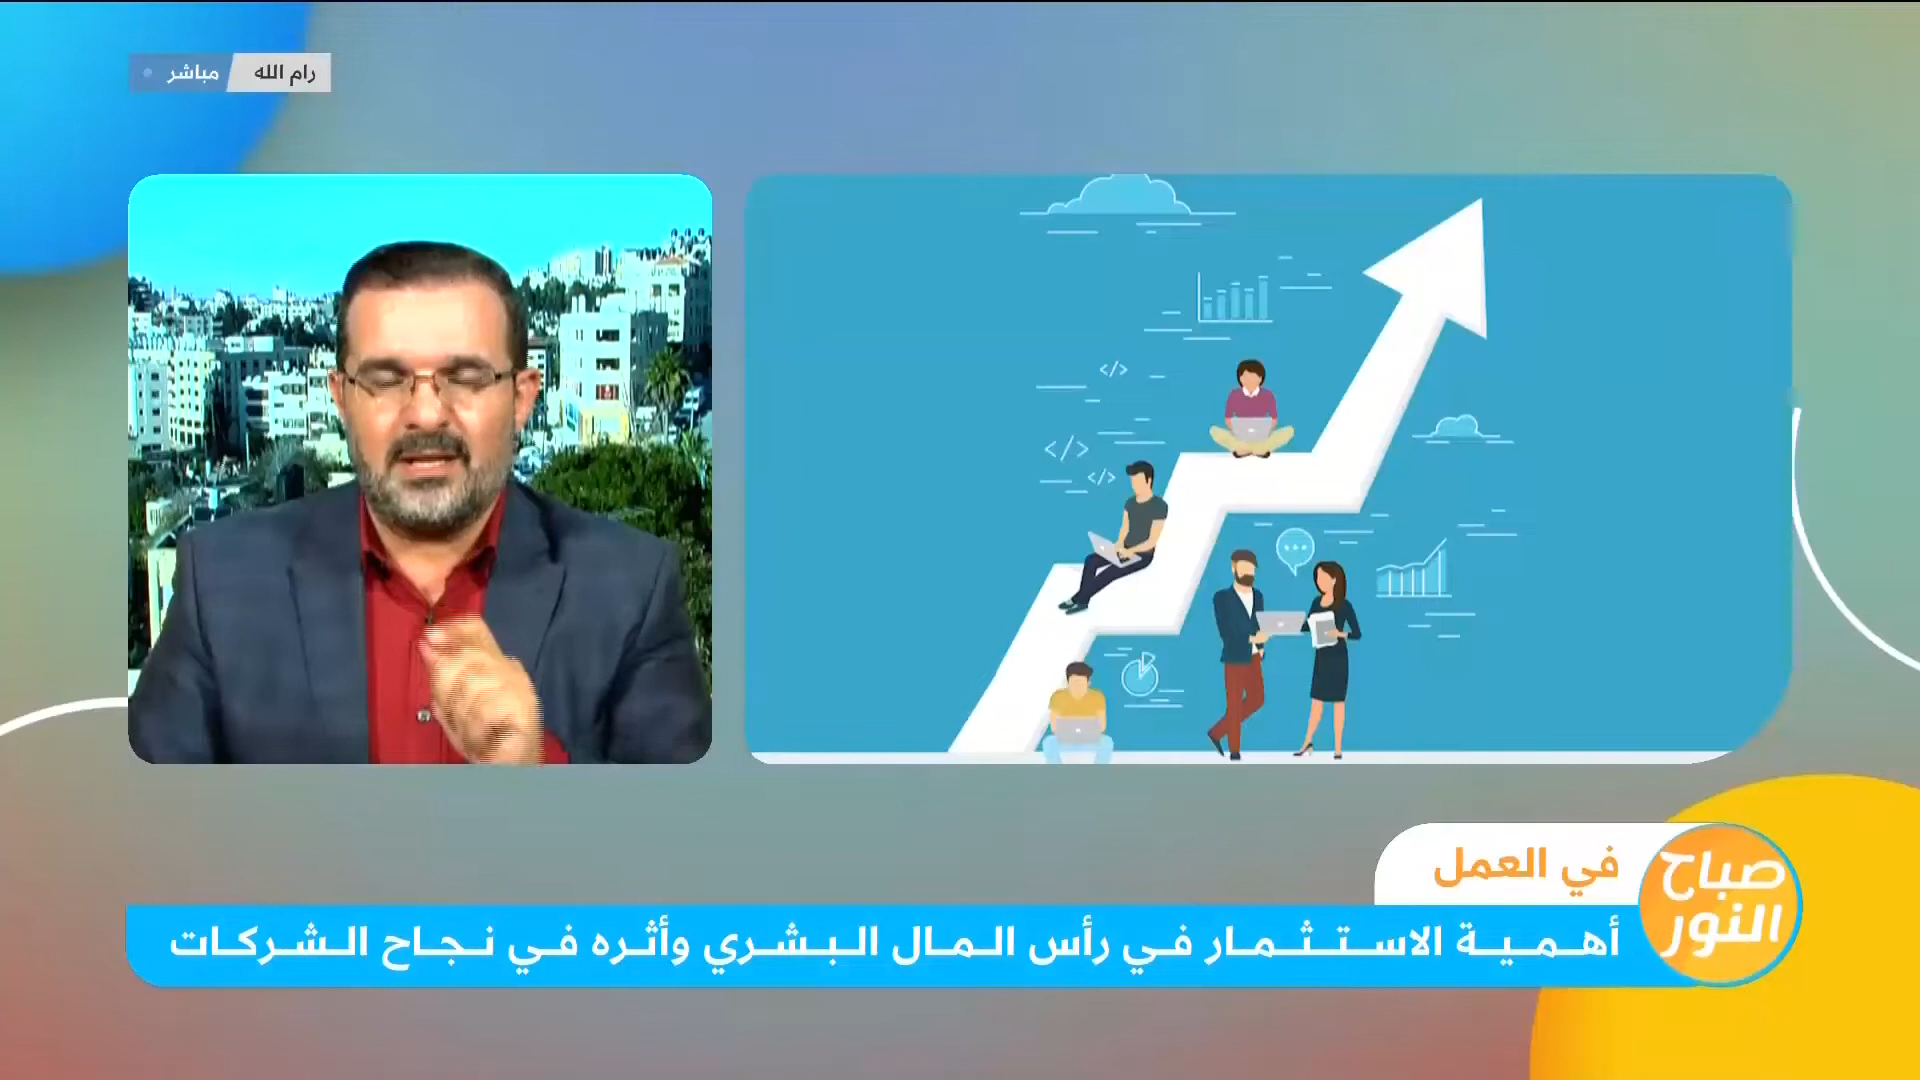 رام الله
مباشر
في العمل
صباح
النور
أهمية الاستثمار في رأس المال البشري وأثره في نجاح الشركات